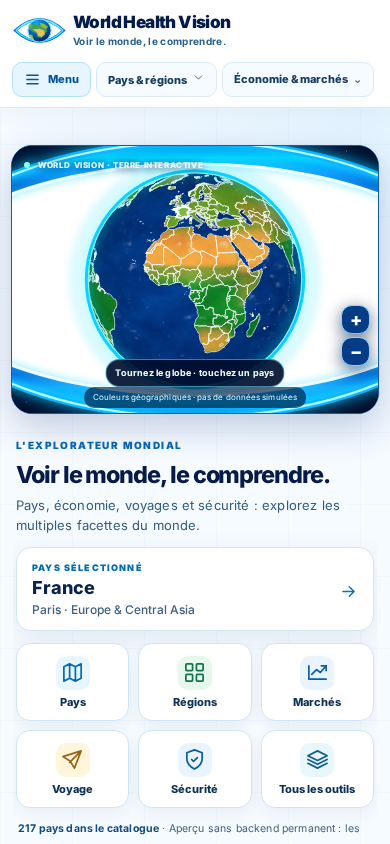 WorldHealth Vision
Voir le monde, le comprendre.
Menu
Pays & régions
Économie & marchés
WORLD VISION · TERRE INTERACTIVE
+
−
Tournez le globe · touchez un pays
Couleurs géographiques · pas de données simulées
L'EXPLORATEUR MONDIAL
Voir le monde, le comprendre.
Pays, économie, voyages et sécurité : explorez les
multiples facettes du monde.
PAYS SÉLECTIONNÉ
France
Paris · Europe & Central Asia
Pays
Régions
Marchés
Voyage
Sécurité
Tous les outils
217 pays dans le catalogue · Aperçu sans backend permanent : les